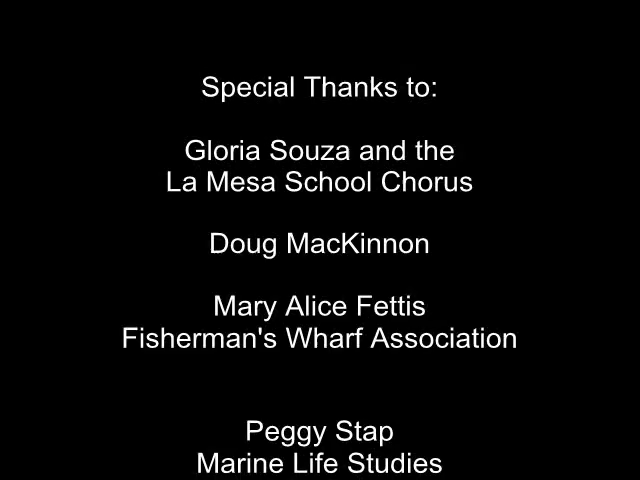 Special Thanks to:
Gloria Souza and the
La Mesa School Chorus
Doug MacKinnon
Mary Alice Fettis
Fisherman's Wharf Association
Peggy Stap
Marine Life Studies